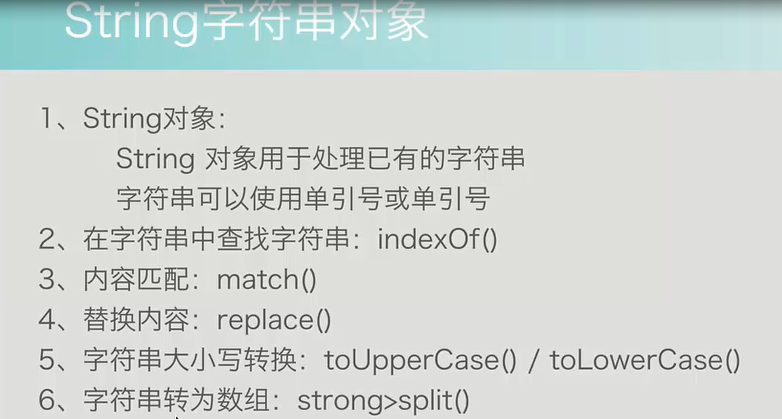 String字符串对象
1、String对象：
String 对象用于处理已有的字符串
字符串可以使用单引号或单引号
2、在字符串中查找字符串：indexOf()
3、内容匹配：match()
4、替换内容：replace()
5、字符串大小写转换：toUpperCase() / toLowerCase()
6、字符串转为数组：strong>split()